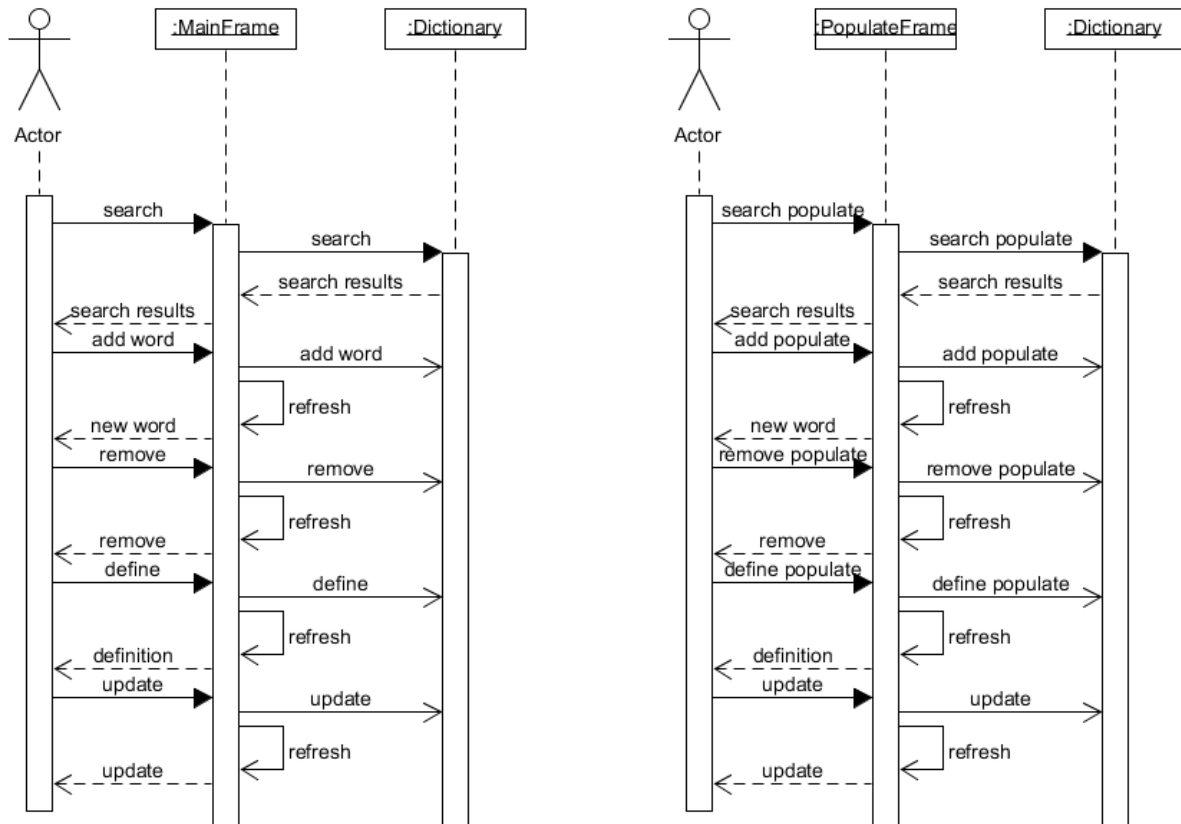 :MainFrame
:Dictionary
Actor
search
search
search results
search results
add word
add word
refresh
new word
remove
remove
refresh
remove
define
define
refresh
definition
update
update
refresh
update
:PopulateFrame
:Dictionary
Actor
search populate
search populate
search results
search results
add populate
add populate
refresh
new word
remove populate
remove populate
refresh
remove
define populate
define populate
refresh
definition
update
update
refresh
update